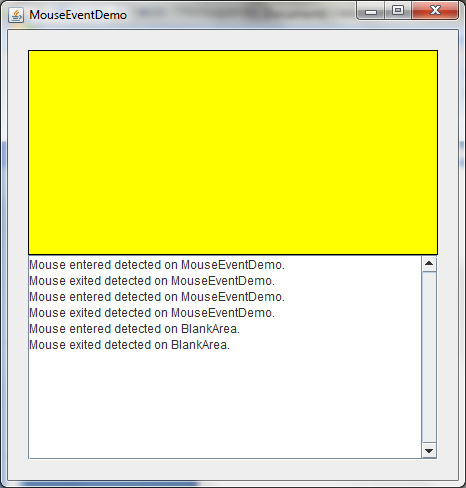 MouseEventDemo
Mouse entered detected on MouseEventDemo.
Mouse exited detected on MouseEventDemo.
Mouse entered detected on MouseEventDemo.
Mouse exited detected on MouseEventDemo.
Mouse entered detected on BlankArea.
Mouse exited detected on BlankArea.